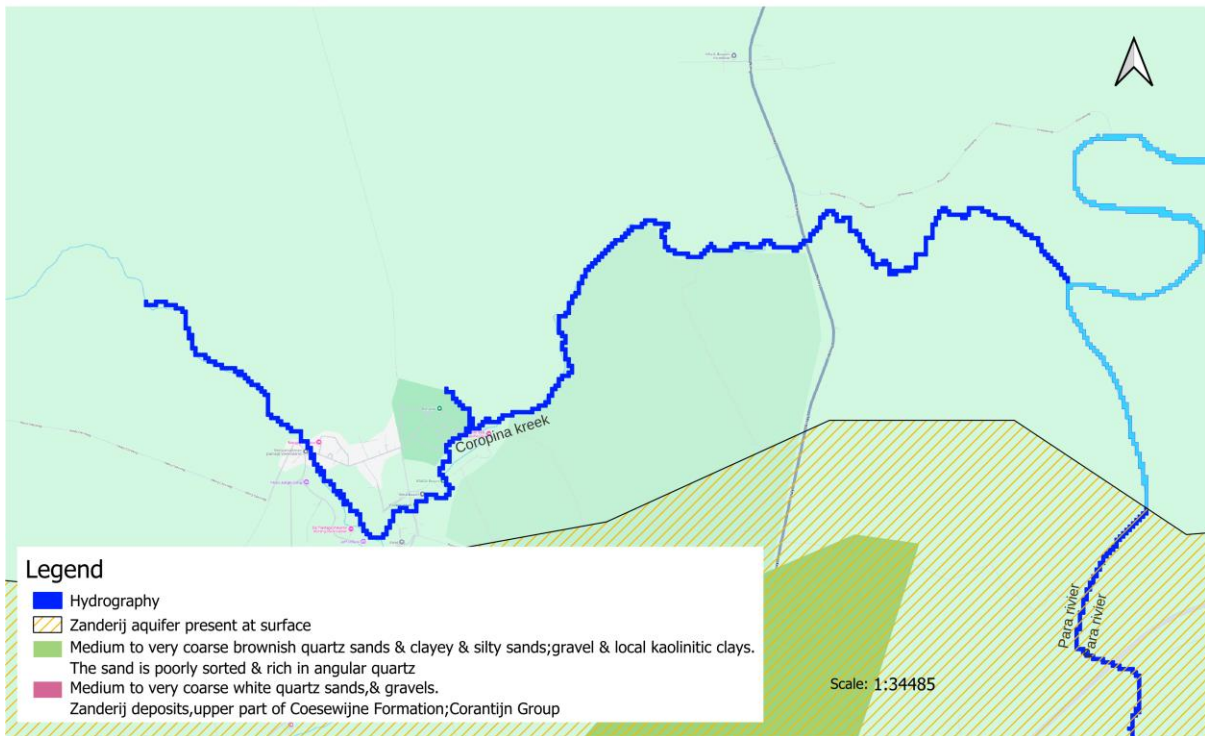 Coropina kreek
Para rivier
Para rivier
Legend
Hydrography
Zanderij aquifer present at surface
Medium to very coarse brownish quartz sands & clayey & silty sands;gravel & local kaolinitic clays.
The sand is poorly sorted & rich in angular quartz
Medium to very coarse white quartz sands,& gravels.
Zanderij deposits,upper part of Coesewijne Formation;Corantijn Group
Scale: 1:34485